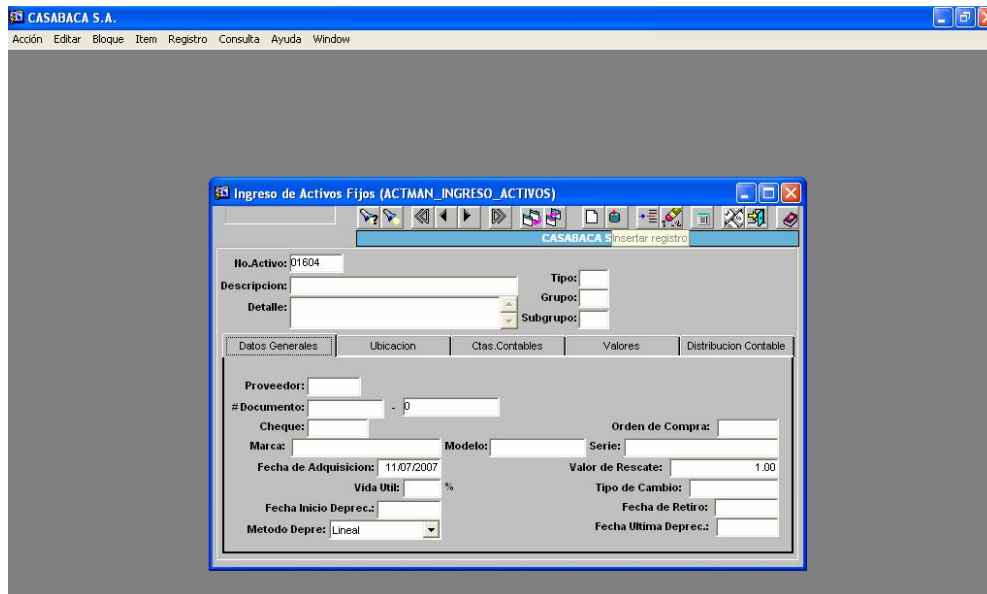 CASABACA S.A.
Acción Editar Bloque Item Registro Consulta Ayuda Window
Ingreso de Activos Fijos (ACTMAN_INGRESO_ACTIVOS)
CASABACA S Insertar registro
No.Activo: 01604
Descripcion:
Detalle:
Tipo:
Grupo:
Subgrupo:
Datos Generales Ubicacion Ctas.Contables Valores Distribucion Contable
Proveedor:
#Documento: - 0
Cheque: Orden de Compra:
Marca: Modelo: Serie:
Fecha de Adquisicion: 11/07/2007 Valor de Rescate: 1.00
Vida Util: % Tipo de Cambio:
Fecha Inicio Deprec.: Fecha de Retiro:
Metodo Depre: Lineal Fecha Ultima Deprec.: